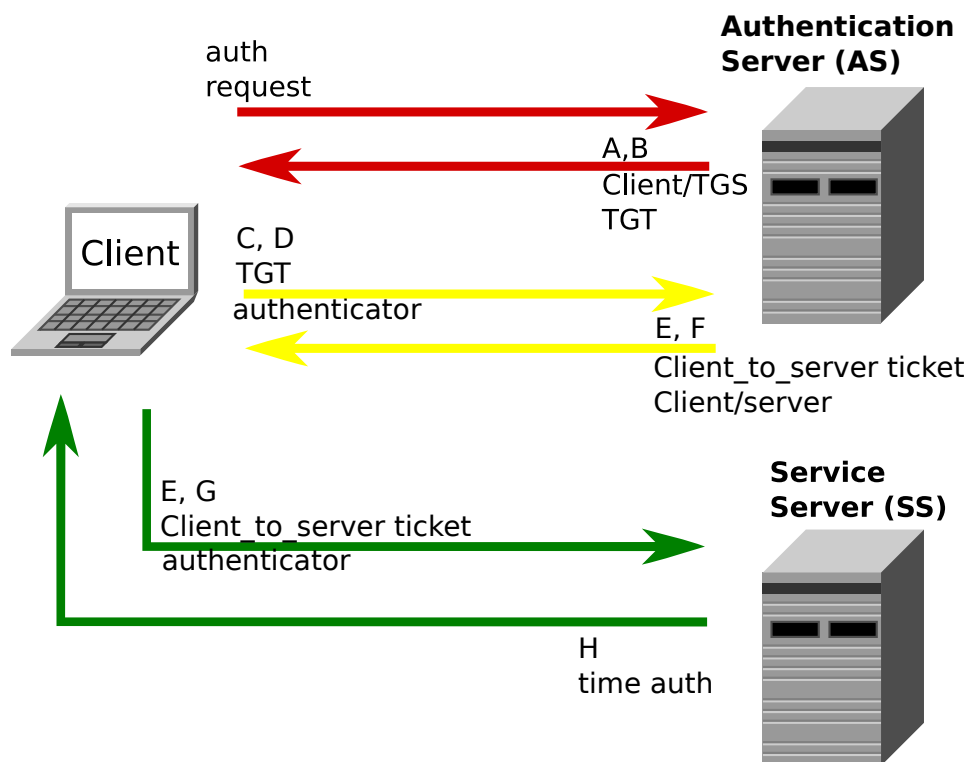 Authentication
Server (AS)
auth
request
A,B
Client/TGS
TGT
Client
C, D
TGT
authenticator
E, F
Client_to_server ticket
Client/server
Service
Server (SS)
E, G
Client_to_server ticket
authenticator
H
time auth